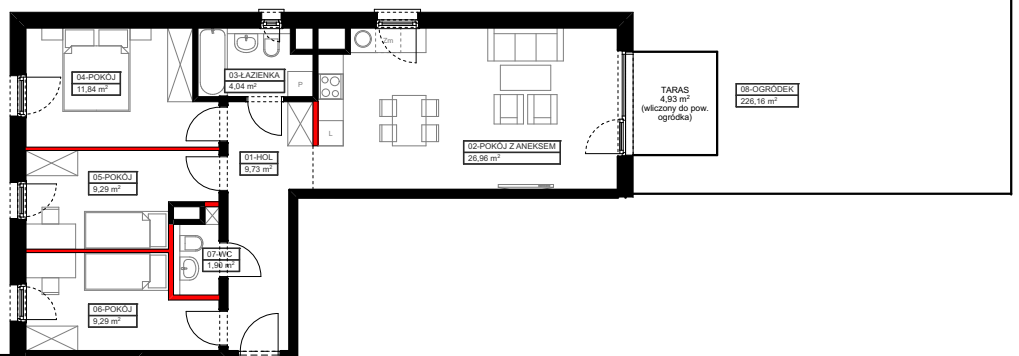 04-POKÓJ
11,84 m²
03-ŁAZIENKA
4,04 m²
P
Zm
L
01-HOL
9,73 m²
02-POKÓJ Z ANEKSEM
26,96 m²
TARAS
4,93 m²
(wliczony do pow.
ogródka)
08-OGRÓDEK
226,16 m²
05-POKÓJ
9,29 m²
07-WC
1,90 m²
06-POKÓJ
9,29 m²